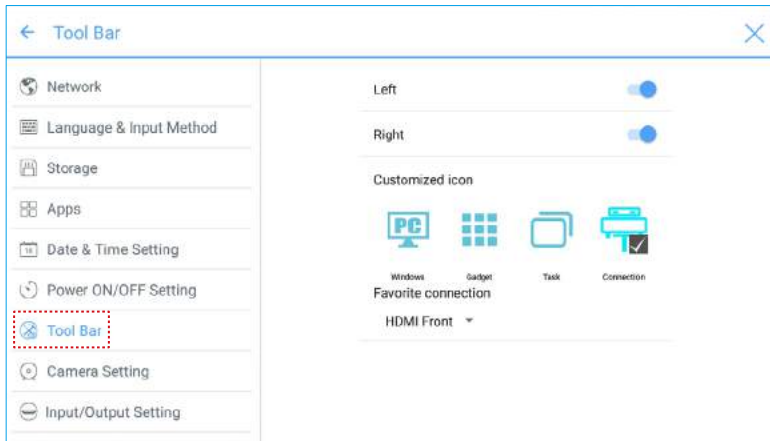 Tool Bar
Network
Language & Input Method
Storage
Apps
Date & Time Setting
Power ON/OFF Setting
Tool Bar
Camera Setting
Input/Output Setting
Left
Right
Customized icon
PC
Windows Gadget Task Connection
Favorite connection
HDMI Front